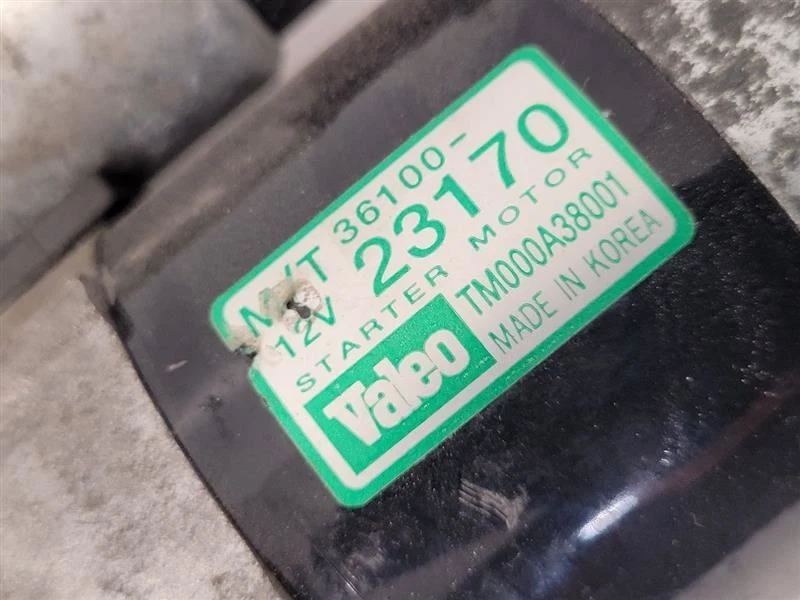 M/T 36100-
12V 23170
STARTER MOTOR
Valeo TM000A38001
MADE IN KOREA